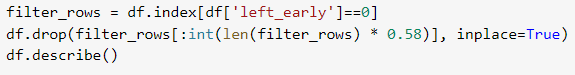 filter_rows = df.index[df['left_early']==0]
df.drop(filter_rows[:int(len(filter_rows) * 0.58)], inplace=True)
df.describe()